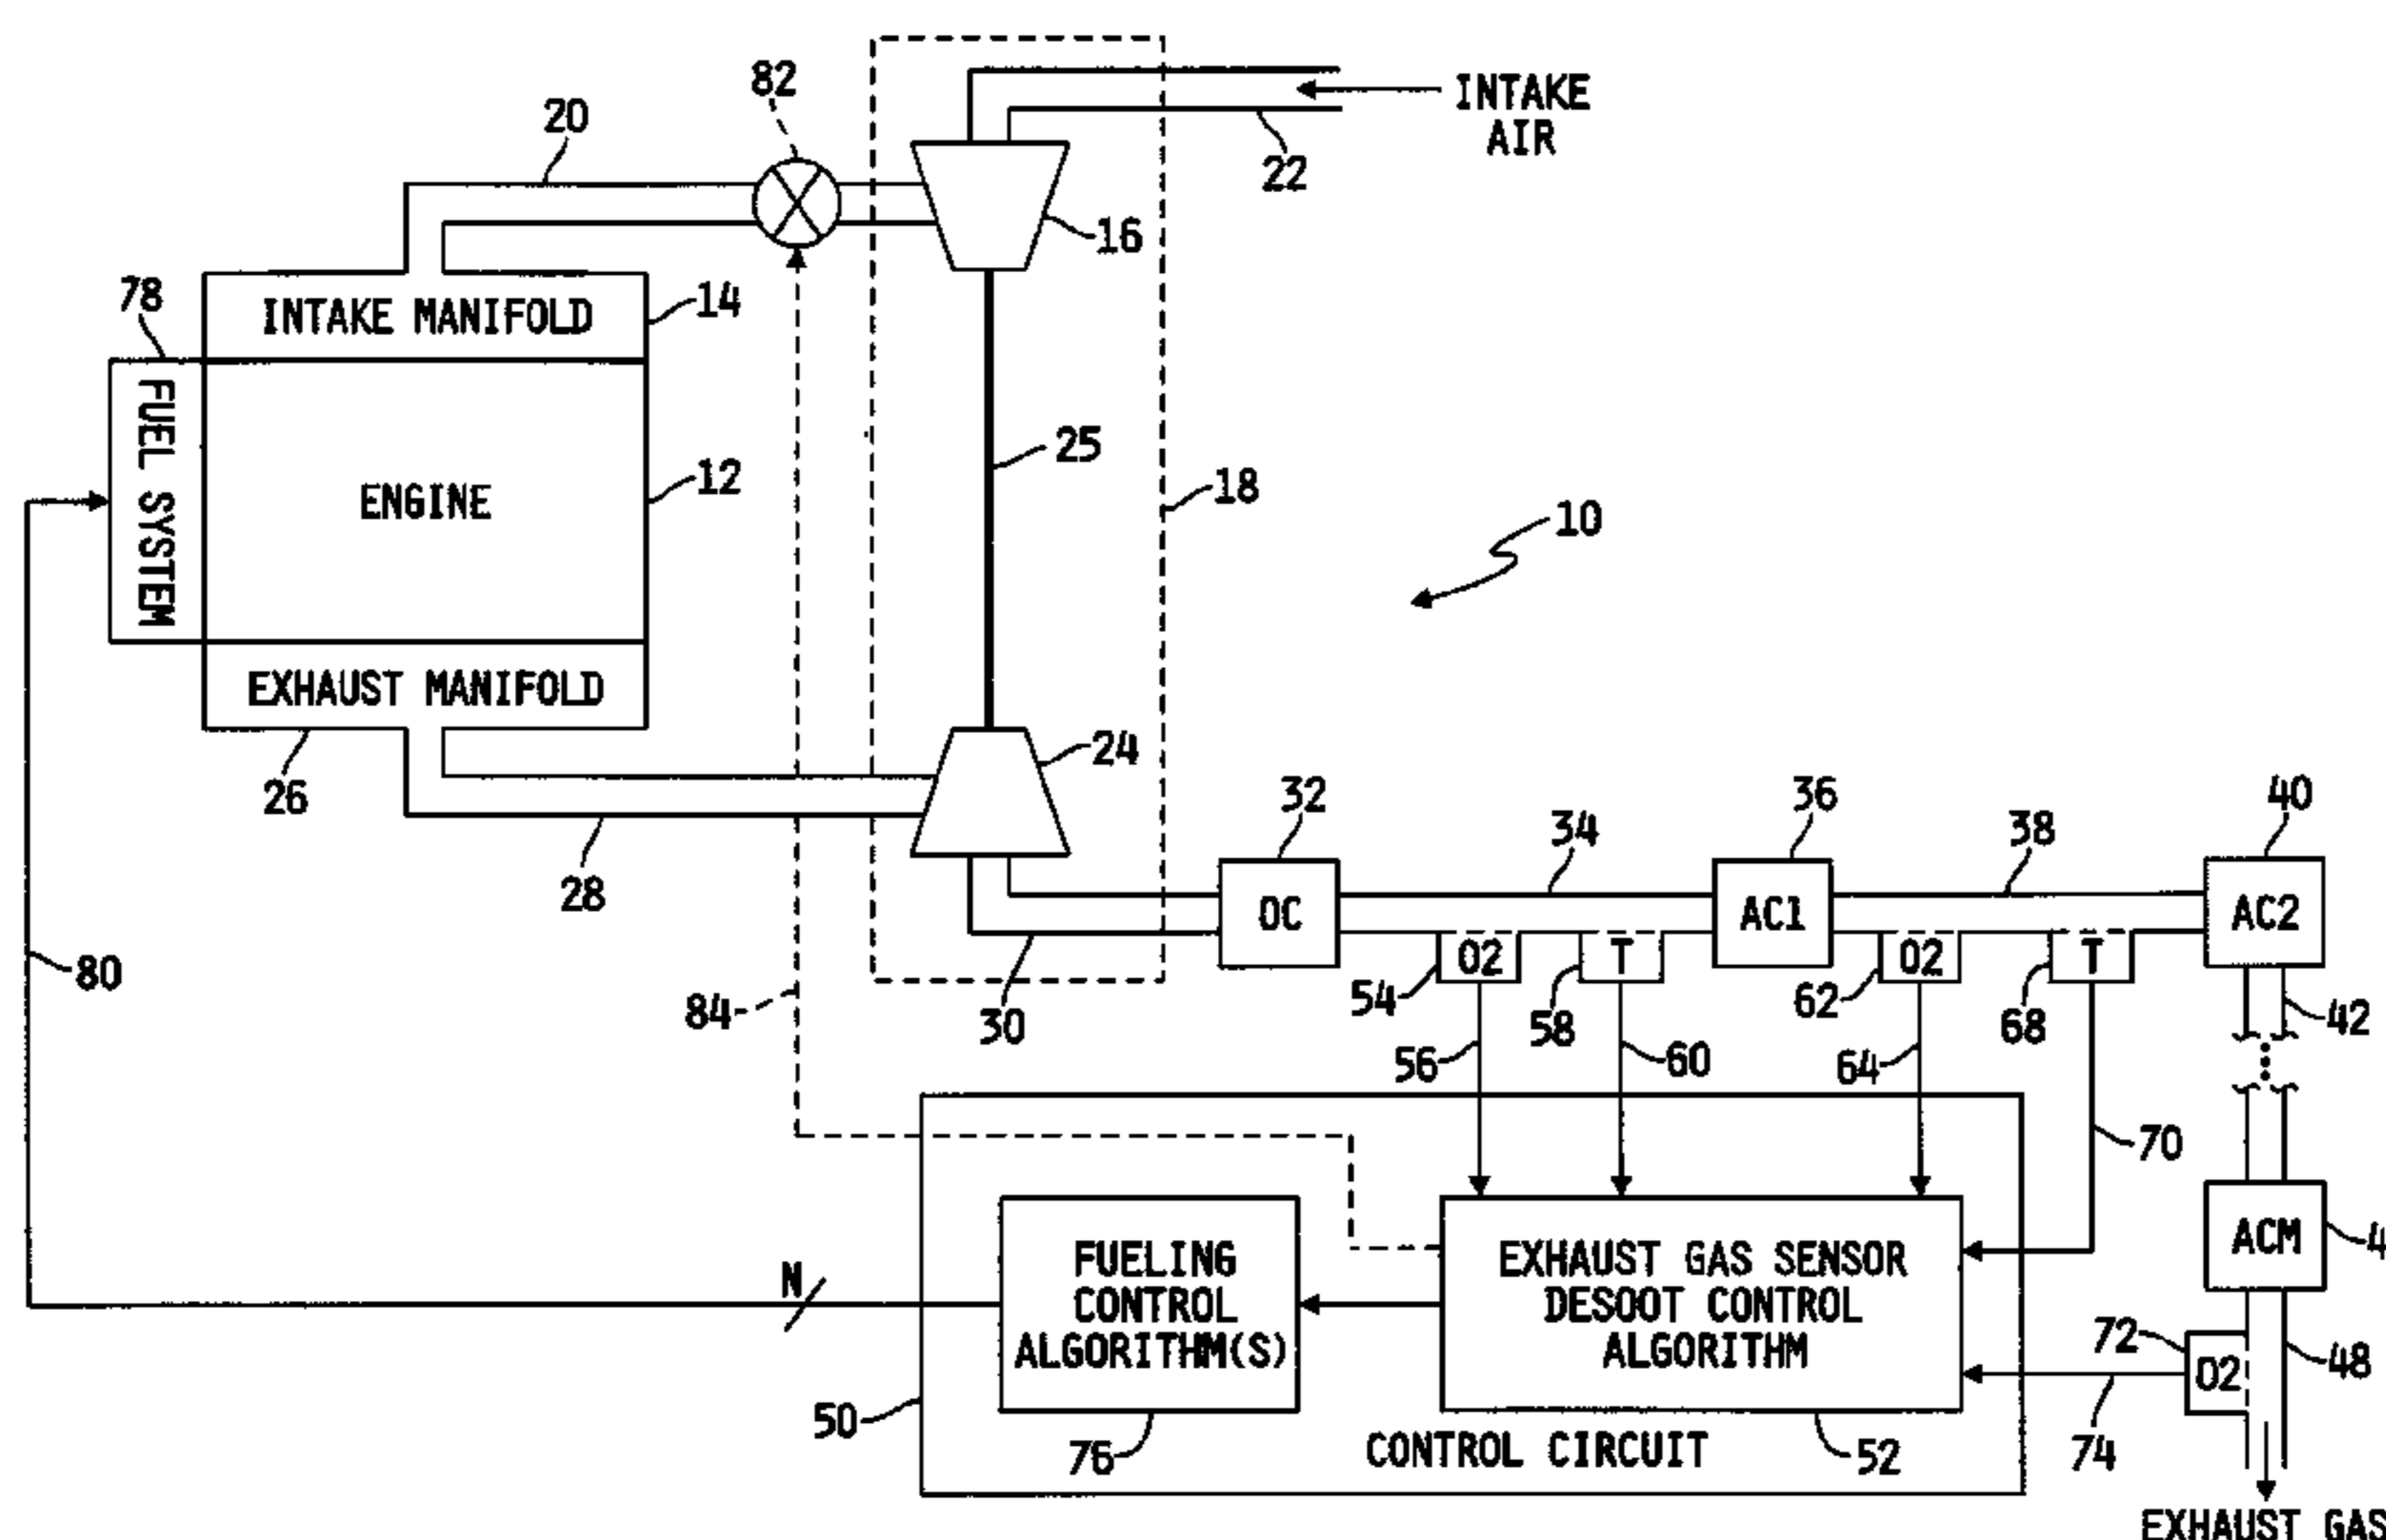 82
INTAKE
AIR
20
22
16
78
INTAKE MANIFOLD
14
FUEL SYSTEM
ENGINE
12
25
18
10
EXHAUST MANIFOLD
24
26
28
32
34
36
38
40
OC
AC1
AC2
O2
T
O2
T
80
84
30
54
58
62
68
42
56
60
64
70
N
FUELING
CONTROL
ALGORITHM(S)
EXHAUST GAS SENSOR
DESOOT CONTROL
ALGORITHM
ACM
72
O2
48
50
76
CONTROL CIRCUIT
52
74
EXHAUST GAS